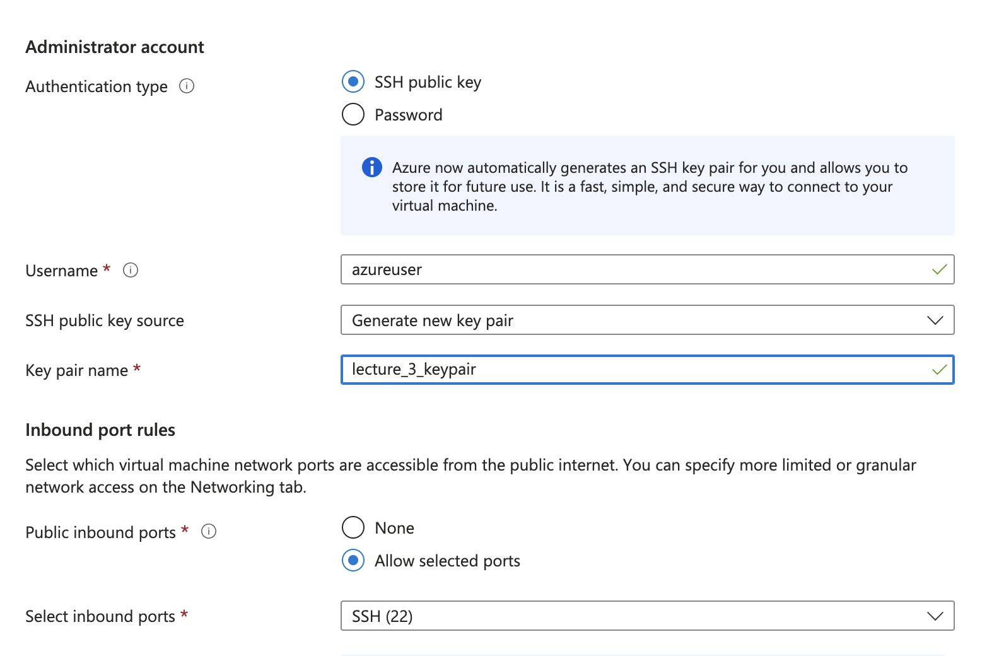 Administrator account
Authentication type
SSH public key
Password
Azure now automatically generates an SSH key pair for you and allows you to
store it for future use. It is a fast, simple, and secure way to connect to your
virtual machine.
Username *
azureuser
SSH public key source
Generate new key pair
Key pair name *
lecture_3_keypair
Inbound port rules
Select which virtual machine network ports are accessible from the public internet. You can specify more limited or granular
network access on the Networking tab.
Public inbound ports *
None
Allow selected ports
Select inbound ports *
SSH (22)